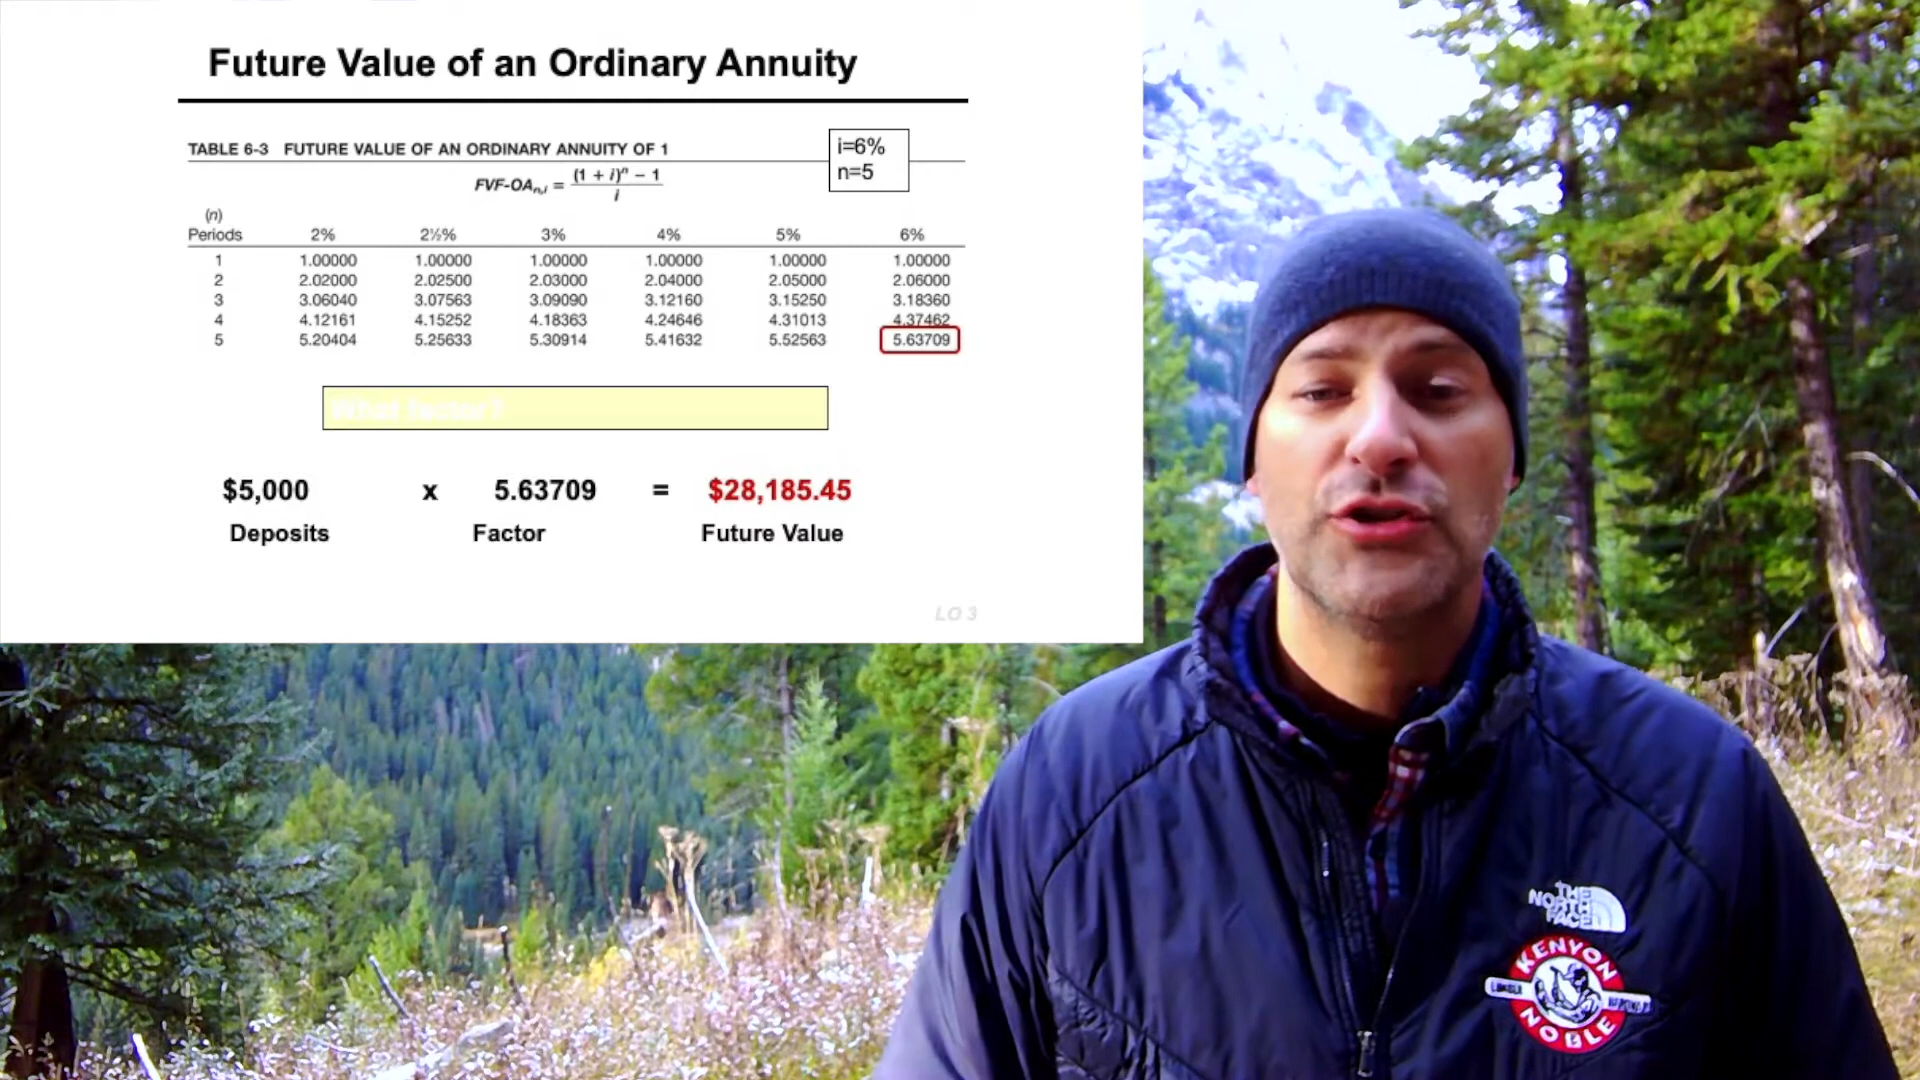 Future Value of an Ordinary Annuity
TABLE 6-3 FUTURE VALUE OF AN ORDINARY ANNUITY OF 1
i=6%
n=5
FVF-OAn,i = (1 + i)^n − 1 / i
(n)
Periods 2% 2½% 3% 4% 5% 6%
1 1.00000 1.00000 1.00000 1.00000 1.00000 1.00000
2 2.02000 2.02500 2.03000 2.04000 2.05000 2.06000
3 3.06040 3.07563 3.09090 3.12160 3.15250 3.18360
4 4.12161 4.15252 4.18363 4.24646 4.31013 4.37462
5 5.20404 5.25633 5.30914 5.41632 5.52563 5.63709
What factor?
$5,000 x 5.63709 = $28,185.45
Deposits Factor Future Value
LO 3
THE
NORTH
FACE
KENYON
NOBLE